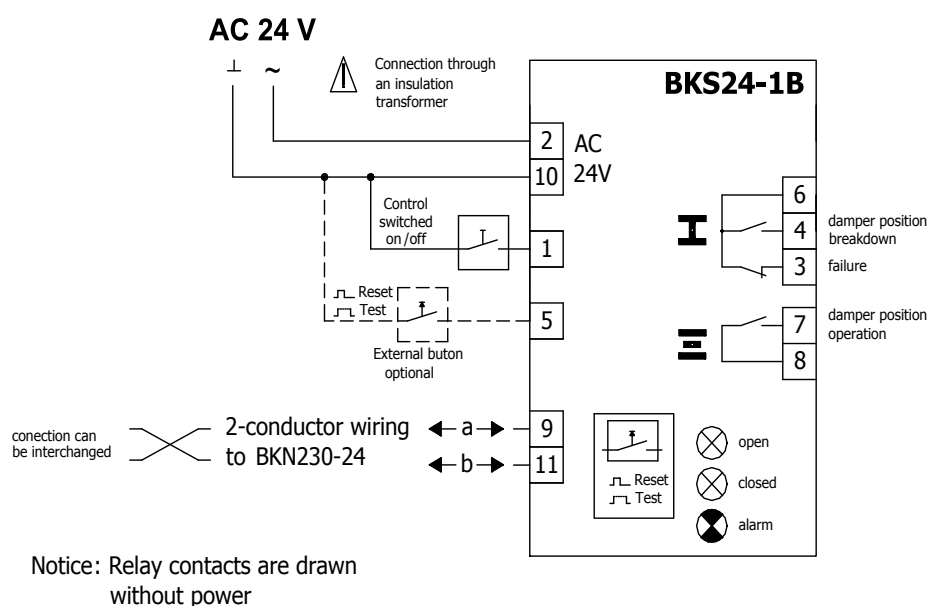 AC 24 V
⊥ ~
Connection through
an insulation
transformer
BKS24-1B
2
AC
10
24V
Control
switched
on/off
1
Reset
Test
5
External buton
optional
6
4
3
damper position
breakdown
failure
7
8
damper position
operation
conection can
be interchanged
2-conductor wiring
to BKN230-24
a
b
9
11
Reset
Test
open
closed
alarm
Notice: Relay contacts are drawn
without power